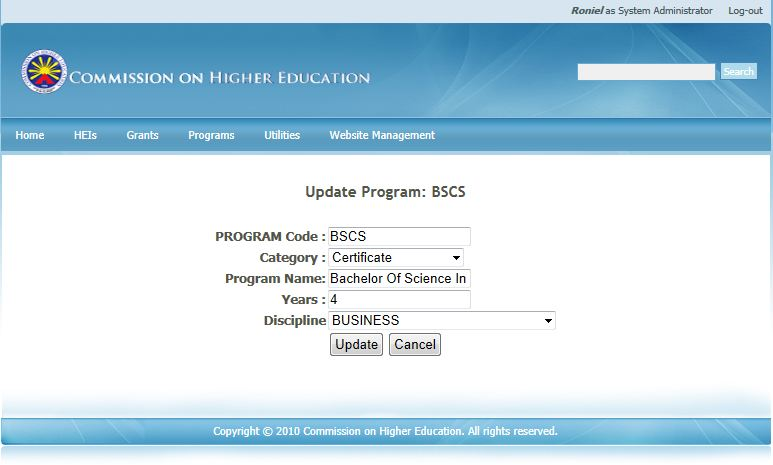 Roniel as System Administrator Log-out
COMMISSION ON HIGHER EDUCATION
Search
Home HEIs Grants Programs Utilities Website Management
Update Program: BSCS
PROGRAM Code : BSCS
Category : Certificate
Program Name: Bachelor Of Science In
Years : 4
Discipline BUSINESS
Update Cancel
Copyright © 2010 Commission on Higher Education. All rights reserved.